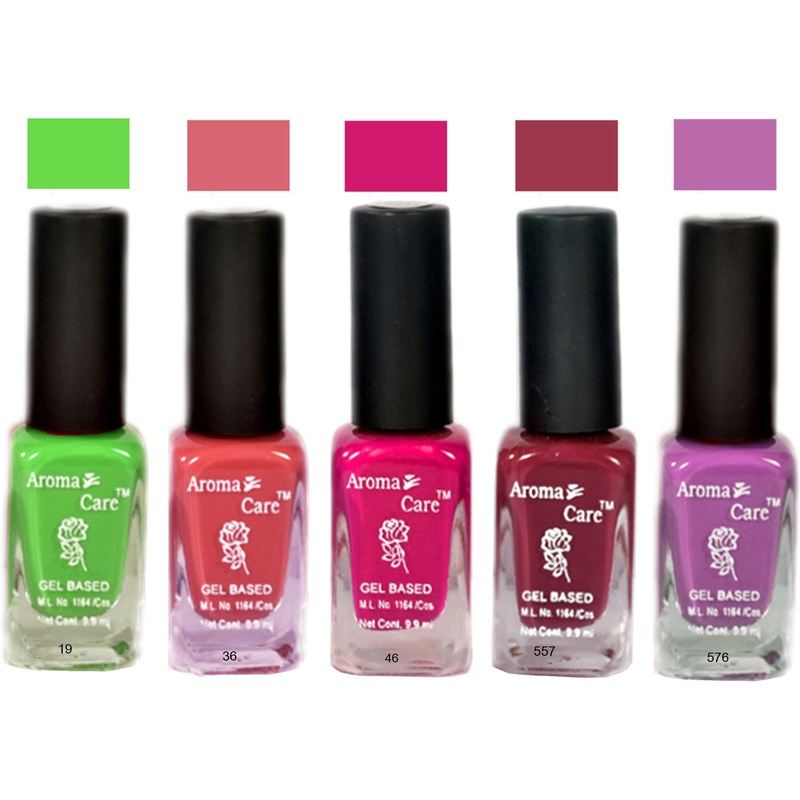 Aroma
Care™
GEL BASED
M.L. No. 1164 /Cos.
Net Cont. 9.9 ml
19
Aroma
Care™
GEL BASED
M.L. No. 1164 /Cos.
Net Cont. 9.9 ml
36
Aroma
Care™
GEL BASED
M.L. No. 1164 /Cos.
Net Cont. 9.9 ml
46
Aroma
Care™
GEL BASED
M.L. No. 1164 /Cos.
Net Cont. 9.9 ml
557
Aroma
Care™
GEL BASED
M.L. No. 1164 /Cos.
Net Cont. 9.9 ml
576